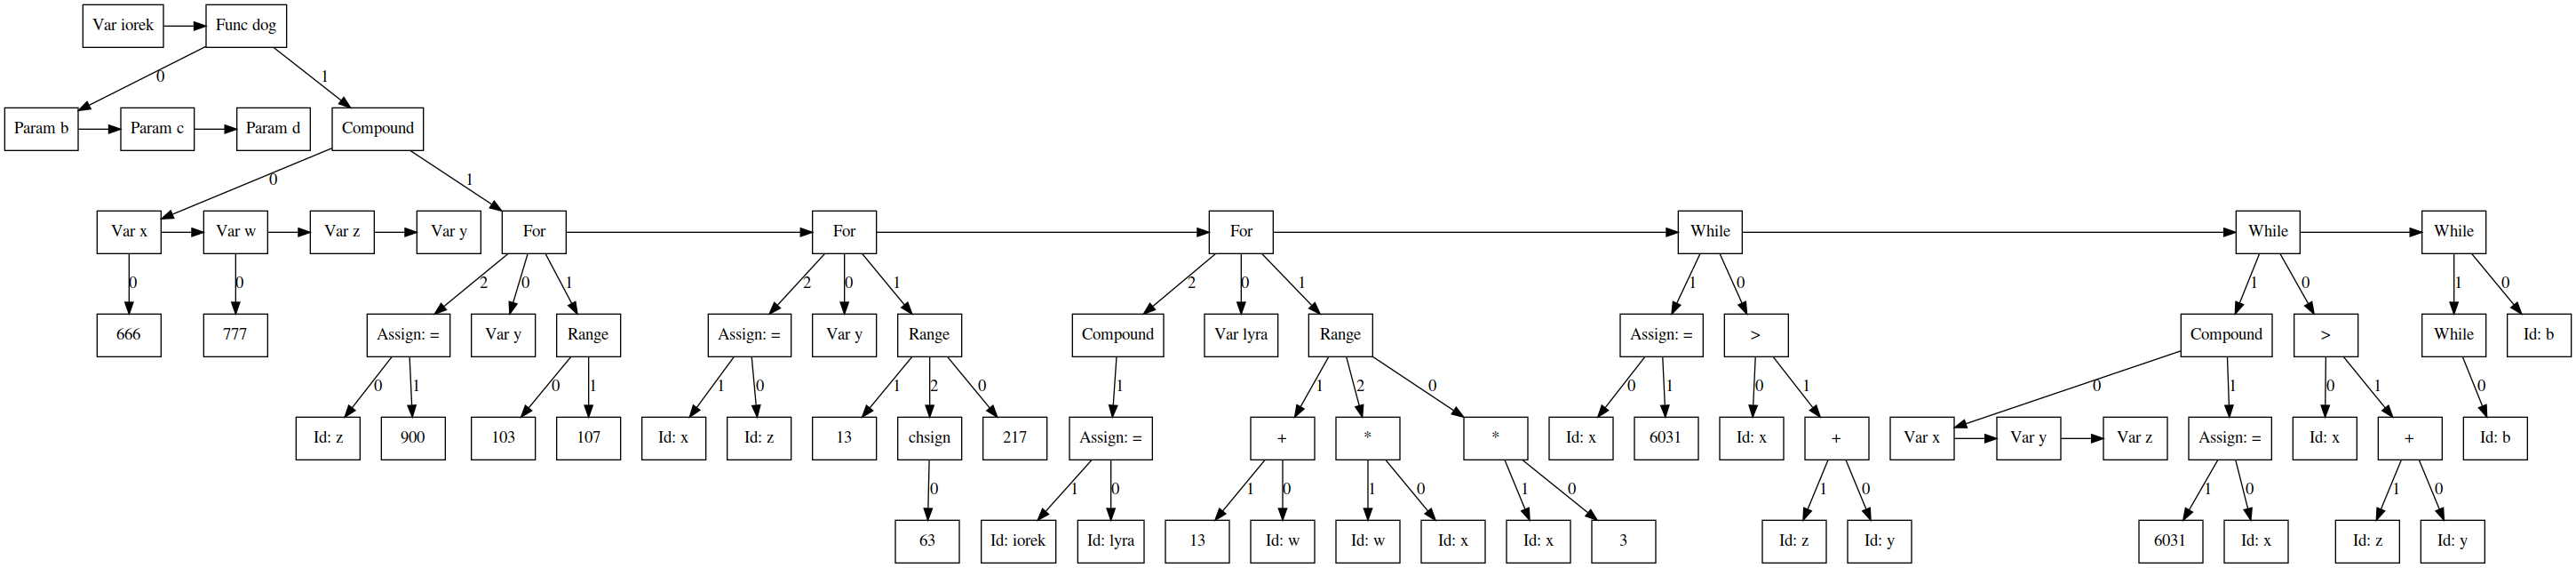 Var iorek
Func dog
0
1
Param b
Param c
Param d
Compound
0
1
Var x
Var w
Var z
Var y
For
For
For
While
While
While
0
0
2
0
1
2
0
1
2
0
1
1
0
1
0
1
0
666
777
Assign: =
Var y
Range
Assign: =
Var y
Range
Compound
Var lyra
Range
Assign: =
>
Compound
>
While
Id: b
0
1
0
1
1
0
1
2
0
1
1
2
0
0
1
0
1
0
1
0
1
0
Id: z
900
103
107
Id: x
Id: z
13
chsign
217
Assign: =
+
*
*
Id: x
6031
Id: x
+
Var x
Var y
Var z
Assign: =
Id: x
+
Id: b
0
1
0
1
0
1
0
1
0
1
0
1
0
1
0
63
Id: iorek
Id: lyra
13
Id: w
Id: w
Id: x
Id: x
3
Id: z
Id: y
6031
Id: x
Id: z
Id: y